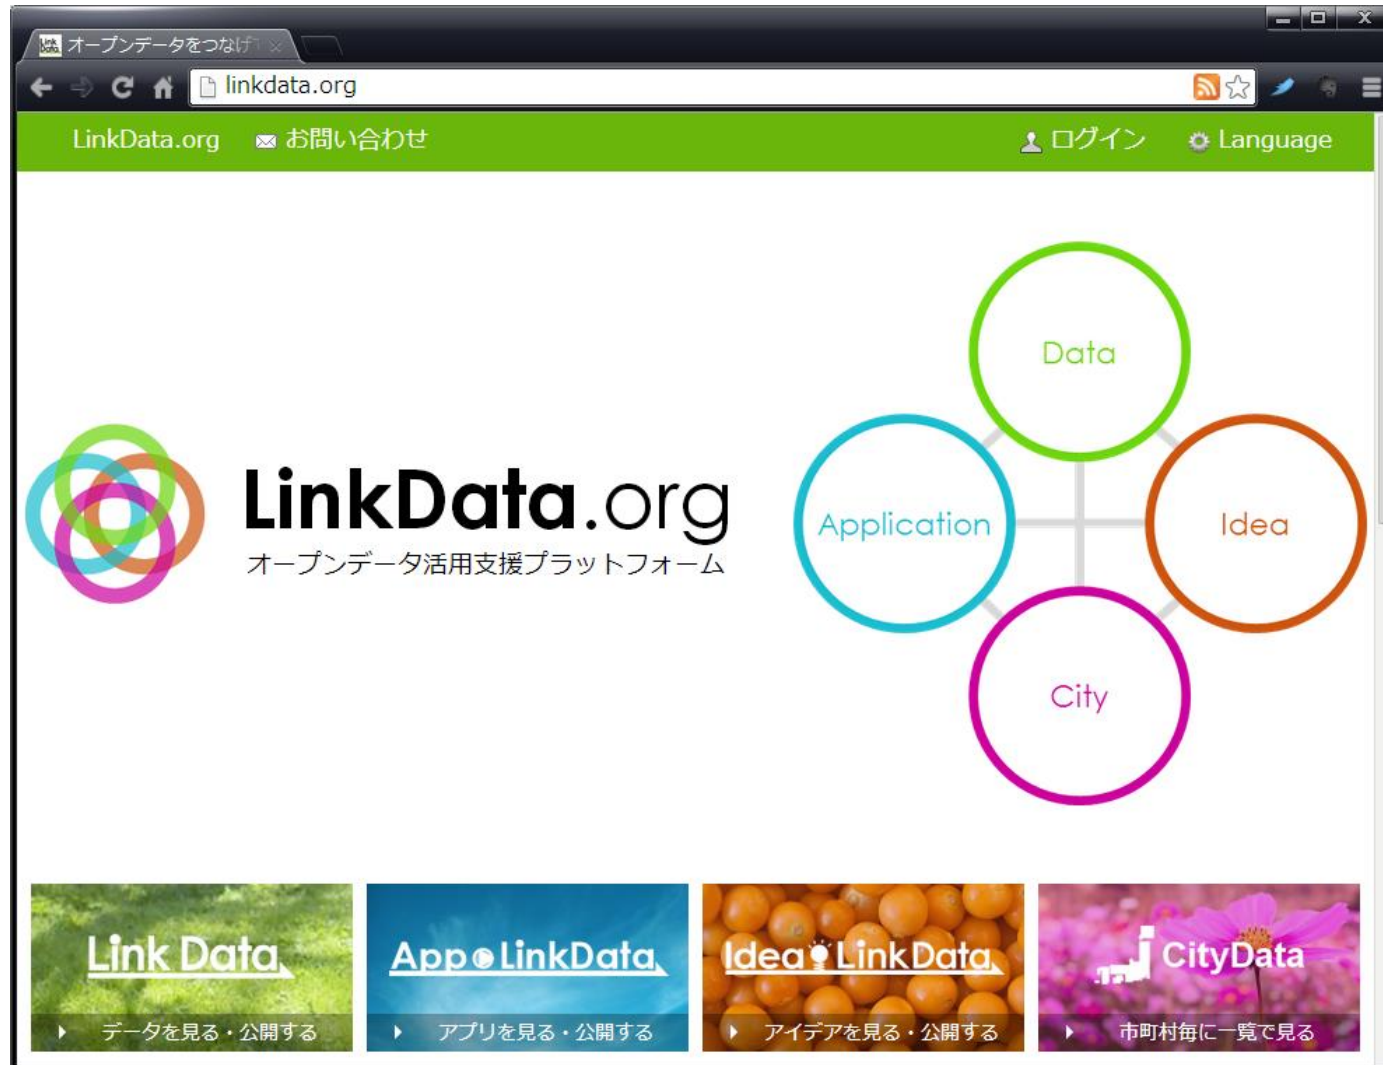 オープンデータをつなげて
linkdata.org
LinkData.org お問い合わせ ログイン Language
Data
Application
Idea
City
LinkData.org
オープンデータ活用支援プラットフォーム
Link Data
データを見る・公開する
App LinkData
アプリを見る・公開する
Idea LinkData
アイデアを見る・公開する
CityData
市町村毎に一覧で見る